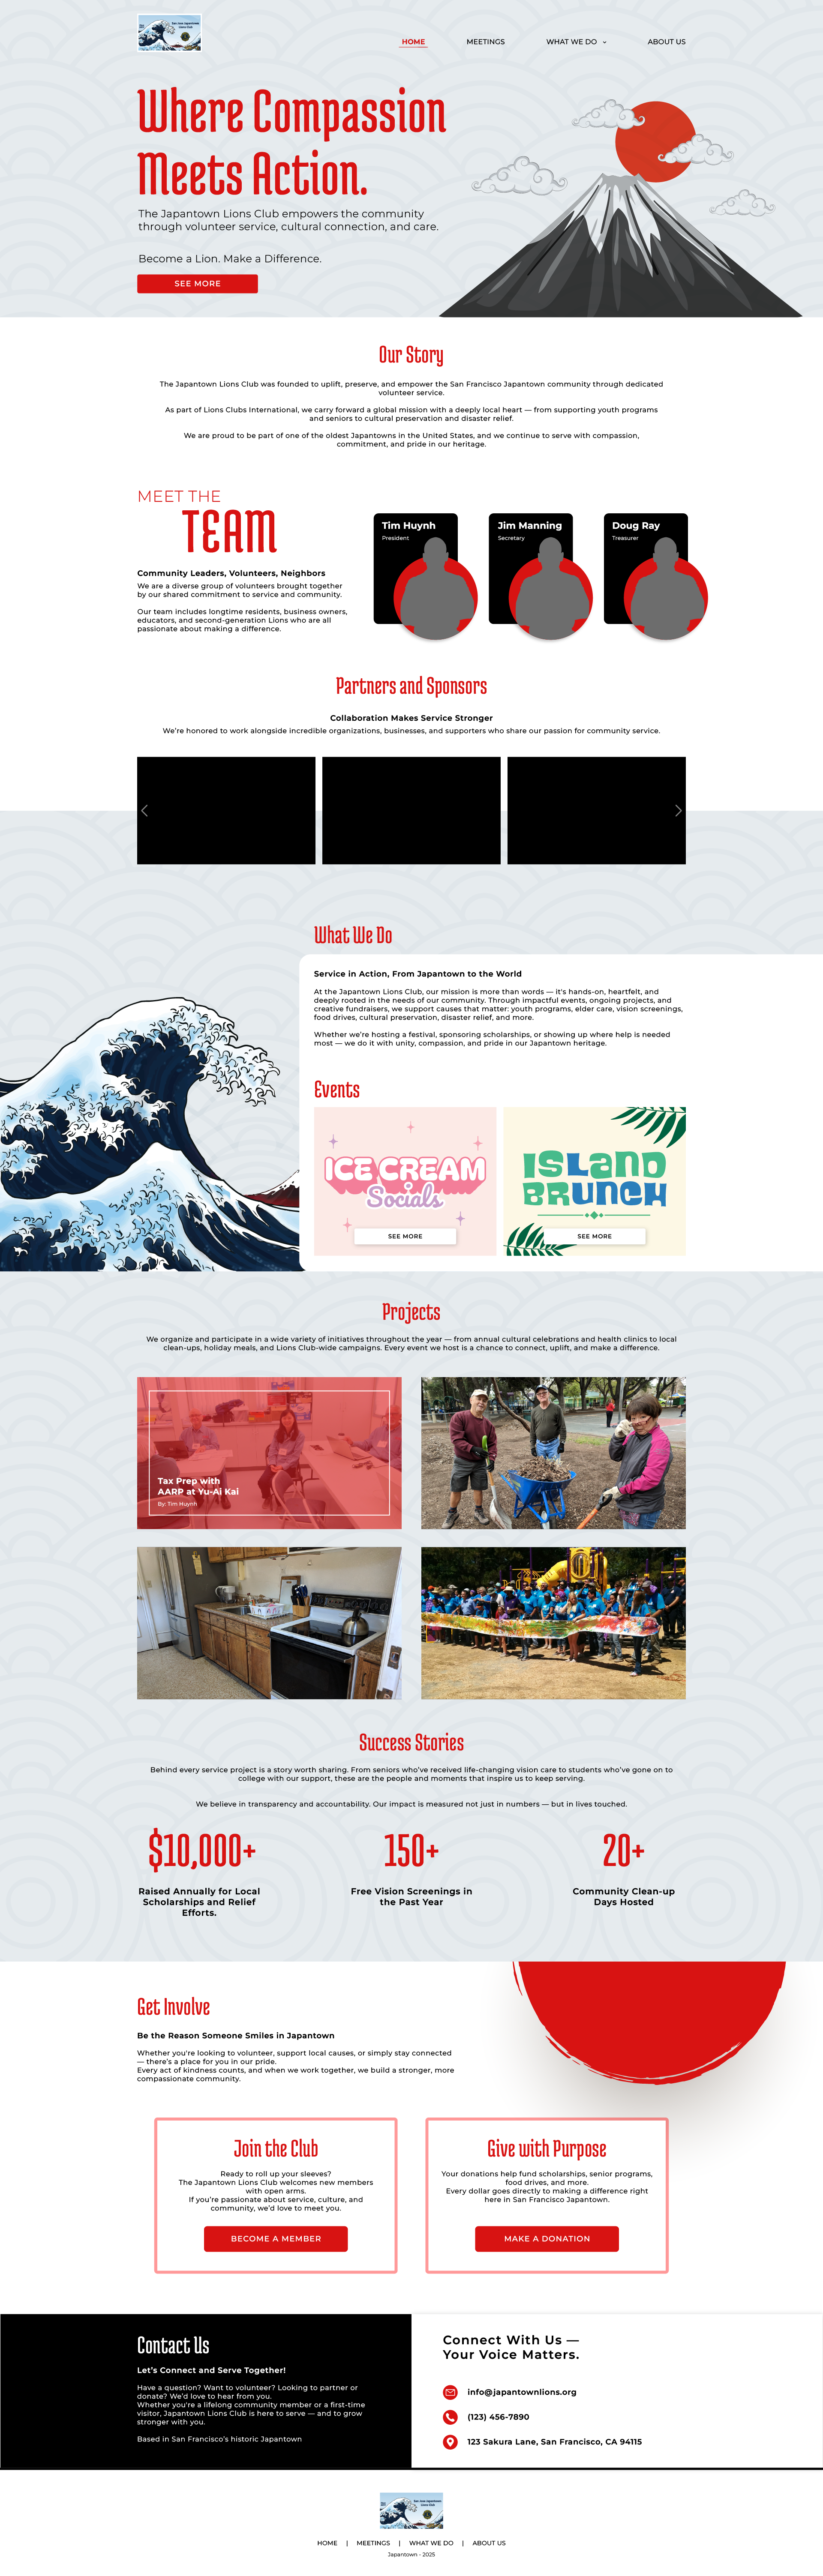 San Jose Japantown
Lions Club
HOME
MEETINGS
WHAT WE DO
ABOUT US
Where Compassion
Meets Action.
The Japantown Lions Club empowers the community
through volunteer service, cultural connection, and care.
Become a Lion. Make a Difference.
SEE MORE
Our Story
The Japantown Lions Club was founded to uplift, preserve, and empower the San Francisco Japantown community through dedicated
volunteer service.
As part of Lions Clubs International, we carry forward a global mission with a deeply local heart — from supporting youth programs
and seniors to cultural preservation and disaster relief.
We are proud to be part of one of the oldest Japantowns in the United States, and we continue to serve with compassion,
commitment, and pride in our heritage.
MEET THE
TEAM
Community Leaders, Volunteers, Neighbors
We are a diverse group of volunteers brought together
by our shared commitment to service and community.
Our team includes longtime residents, business owners,
educators, and second-generation Lions who are all
passionate about making a difference.
Tim Huynh
President
Jim Manning
Secretary
Doug Ray
Treasurer
Partners and Sponsors
Collaboration Makes Service Stronger
We're honored to work alongside incredible organizations, businesses, and supporters who share our passion for community service.
What We Do
Service in Action, From Japantown to the World
At the Japantown Lions Club, our mission is more than words — it's hands-on, heartfelt, and
deeply rooted in the needs of our community. Through impactful events, ongoing projects, and
creative fundraisers, we support causes that matter: youth programs, elder care, vision screenings,
food drives, cultural preservation, disaster relief, and more.
Whether we're hosting a festival, sponsoring scholarships, or showing up where help is needed
most — we do it with unity, compassion, and pride in our Japantown heritage.
Events
ICE CREAM
Socials
SEE MORE
ISLAND
BRUNCH
SEE MORE
Projects
We organize and participate in a wide variety of initiatives throughout the year — from annual cultural celebrations and health clinics to local
clean-ups, holiday meals, and Lions Club-wide campaigns. Every event we host is a chance to connect, uplift, and make a difference.
Tax Prep with
AARP at Yu-Ai Kai
By: Tim Huynh
Success Stories
Behind every service project is a story worth sharing. From seniors who've received life-changing vision care to students who've gone on to
college with our support, these are the people and moments that inspire us to keep serving.
We believe in transparency and accountability. Our impact is measured not just in numbers — but in lives touched.
$10,000+
Raised Annually for Local
Scholarships and Relief
Efforts.
150+
Free Vision Screenings in
the Past Year
20+
Community Clean-up
Days Hosted
Get Involve
Be the Reason Someone Smiles in Japantown
Whether you're looking to volunteer, support local causes, or simply stay connected
— there's a place for you in our pride.
Every act of kindness counts, and when we work together, we build a stronger, more
compassionate community.
Join the Club
Ready to roll up your sleeves?
The Japantown Lions Club welcomes new members
with open arms.
If you're passionate about service, culture, and
community, we'd love to meet you.
BECOME A MEMBER
Give with Purpose
Your donations help fund scholarships, senior programs,
food drives, and more.
Every dollar goes directly to making a difference right
here in San Francisco Japantown.
MAKE A DONATION
Contact Us
Let's Connect and Serve Together!
Have a question? Want to volunteer? Looking to partner or
donate? We'd love to hear from you.
Whether you're a lifelong community member or a first-time
visitor, Japantown Lions Club is here to serve — and to grow
stronger with you.
Based in San Francisco's historic Japantown
Connect With Us —
Your Voice Matters.
info@japantownlions.org
(123) 456-7890
123 Sakura Lane, San Francisco, CA 94115
San Jose Japantown
Lions Club
HOME | MEETINGS | WHAT WE DO | ABOUT US
Japantown - 2025